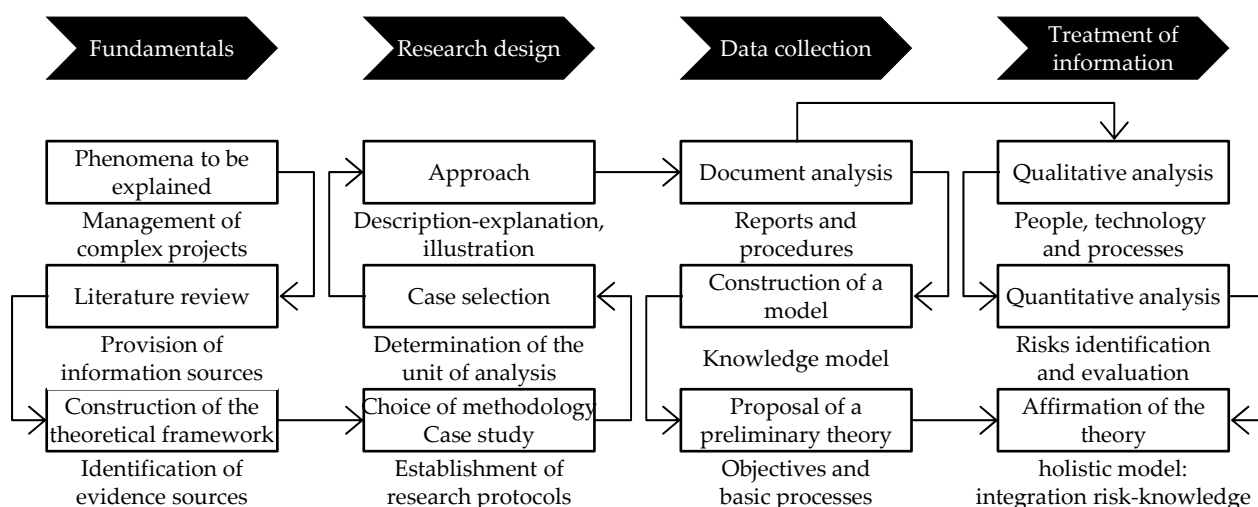 Fundamentals
Research design
Data collection
Treatment of
information
Phenomena to be
explained
Management of
complex projects
Literature review
Provision of
information sources
Construction of the
theoretical framework
Identification of
evidence sources
Approach
Description-explanation,
illustration
Case selection
Determination of the
unit of analysis
Choice of methodology
Case study
Establishment of
research protocols
Document analysis
Reports and
procedures
Construction of a
model
Knowledge model
Proposal of a
preliminary theory
Objectives and
basic processes
Qualitative analysis
People, technology
and processes
Quantitative analysis
Risks identification
and evaluation
Affirmation of the
theory
holistic model:
integration risk-knowledge